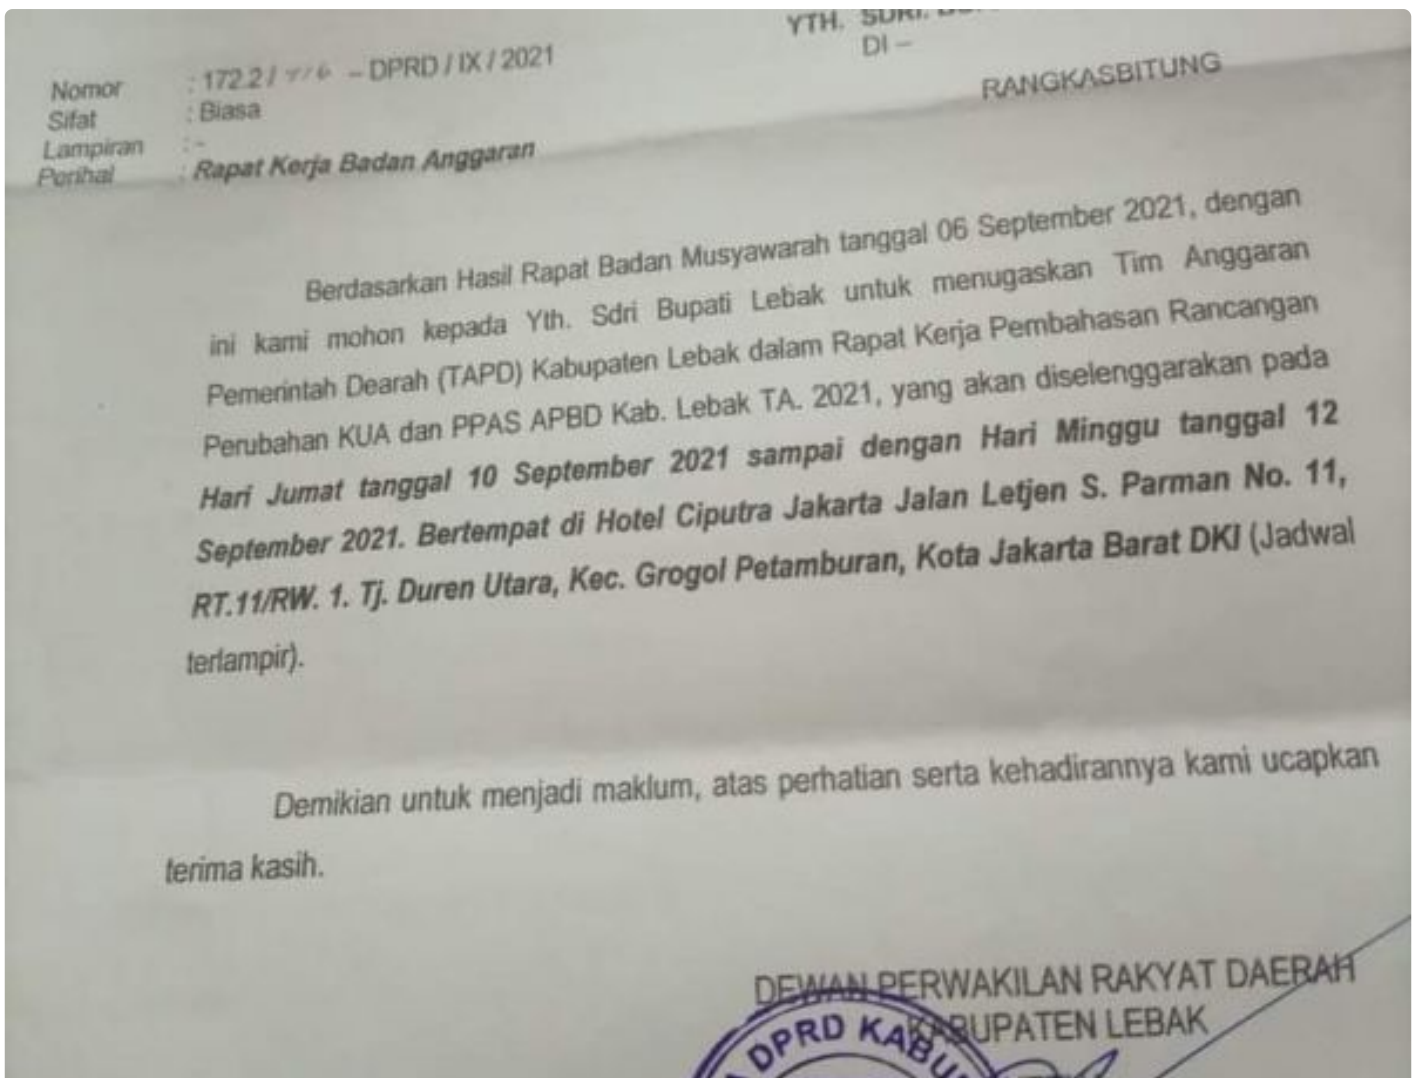 YTH. SDRI.
DI –
RANGKASBITUNG
Nomor : 172.2 / – DPRD / IX / 2021
Sifat : Biasa
Lampiran : -
Perihal : Rapat Kerja Badan Anggaran
Berdasarkan Hasil Rapat Badan Musyawarah tanggal 06 September 2021, dengan
ini kami mohon kepada Yth. Sdri Bupati Lebak untuk menugaskan Tim Anggaran
Pemerintah Dearah (TAPD) Kabupaten Lebak dalam Rapat Kerja Pembahasan Rancangan
Perubahan KUA dan PPAS APBD Kab. Lebak TA. 2021, yang akan diselenggarakan pada
Hari Jumat tanggal 10 September 2021 sampai dengan Hari Minggu tanggal 12
September 2021. Bertempat di Hotel Ciputra Jakarta Jalan Letjen S. Parman No. 11,
RT.11/RW. 1. Tj. Duren Utara, Kec. Grogol Petamburan, Kota Jakarta Barat DKI (Jadwal
terlampir).
Demikian untuk menjadi maklum, atas perhatian serta kehadirannya kami ucapkan
terima kasih.
DEWAN PERWAKILAN RAKYAT DAERAH
KABUPATEN LEBAK
DPRD KABU